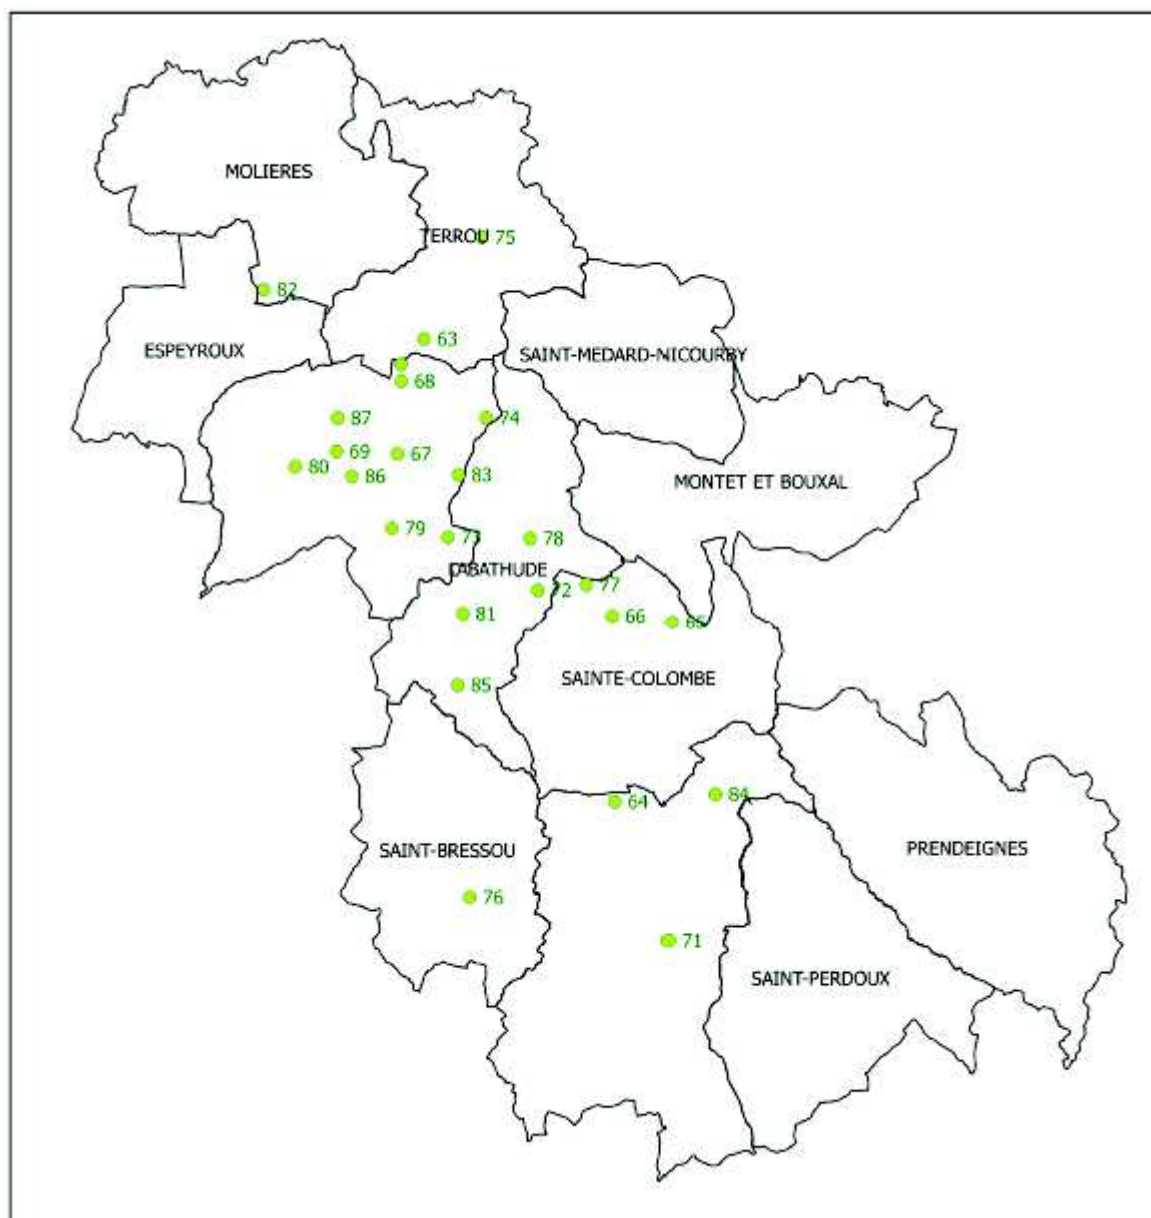 MOLIERES
TERROU
75
82
ESPEYROUX
63
SAINT-MEDARD-NICOURBY
68
87
74
69
67
80
86
83
MONTET ET BOUXAL
79
78
LABATHUDE
77
72
81
66
65
SAINTE-COLOMBE
85
64
84
SAINT-BRESSOU
PRENDEIGNES
76
71
SAINT-PERDOUX